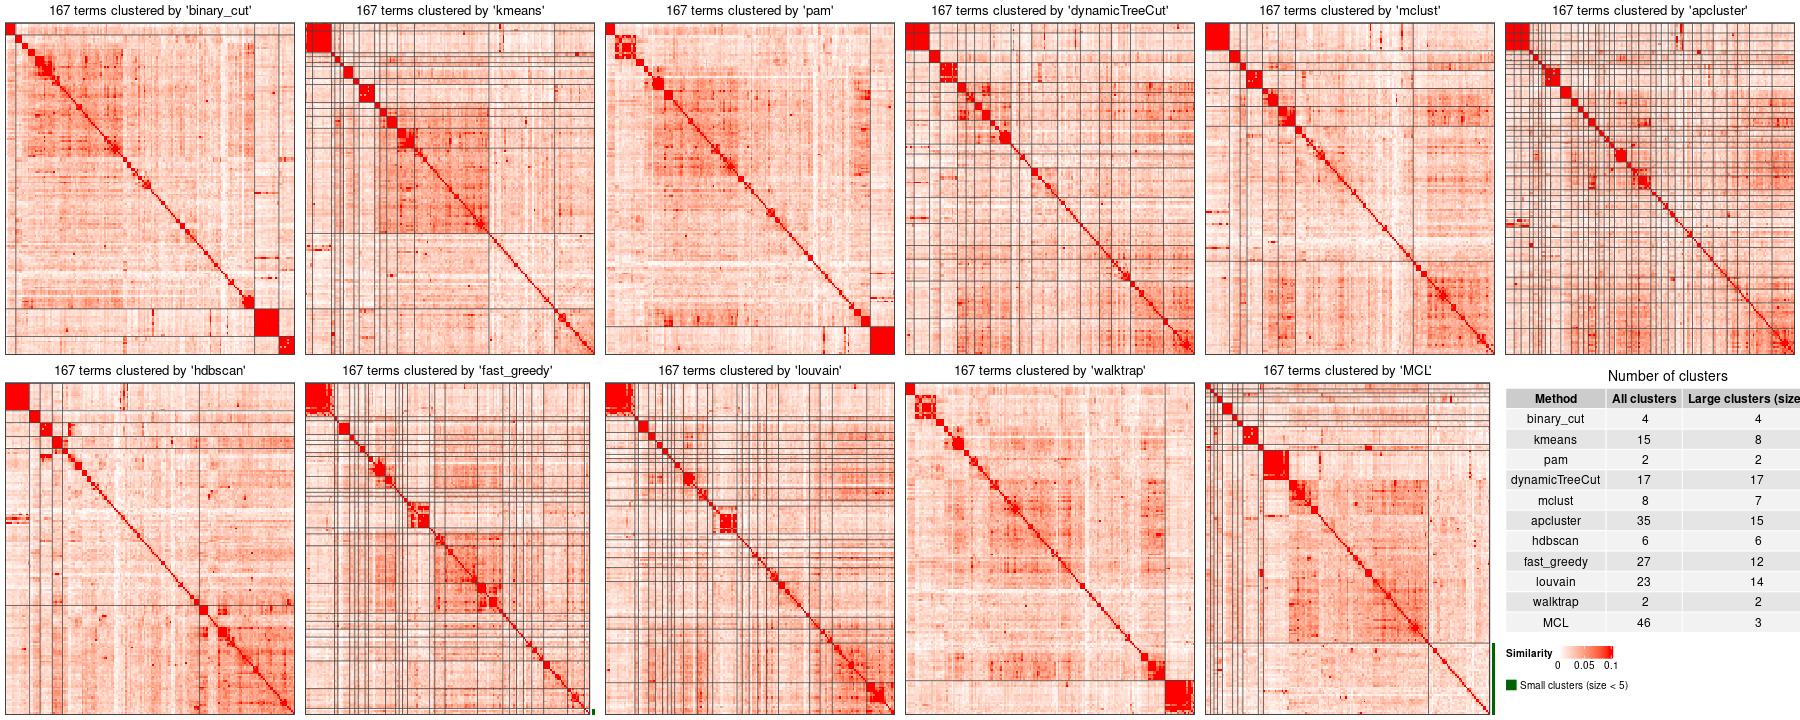 167 terms clustered by 'binary_cut'
167 terms clustered by 'kmeans'
167 terms clustered by 'pam'
167 terms clustered by 'dynamicTreeCut'
167 terms clustered by 'mclust'
167 terms clustered by 'apcluster'
167 terms clustered by 'hdbscan'
167 terms clustered by 'fast_greedy'
167 terms clustered by 'louvain'
167 terms clustered by 'walktrap'
167 terms clustered by 'MCL'
Number of clusters
Method All clusters Large clusters (size
binary_cut 4 4
kmeans 15 8
pam 2 2
dynamicTreeCut 17 17
mclust 8 7
apcluster 35 15
hdbscan 6 6
fast_greedy 27 12
louvain 23 14
walktrap 2 2
MCL 46 3
Similarity
0 0.05 0.1
Small clusters (size < 5)